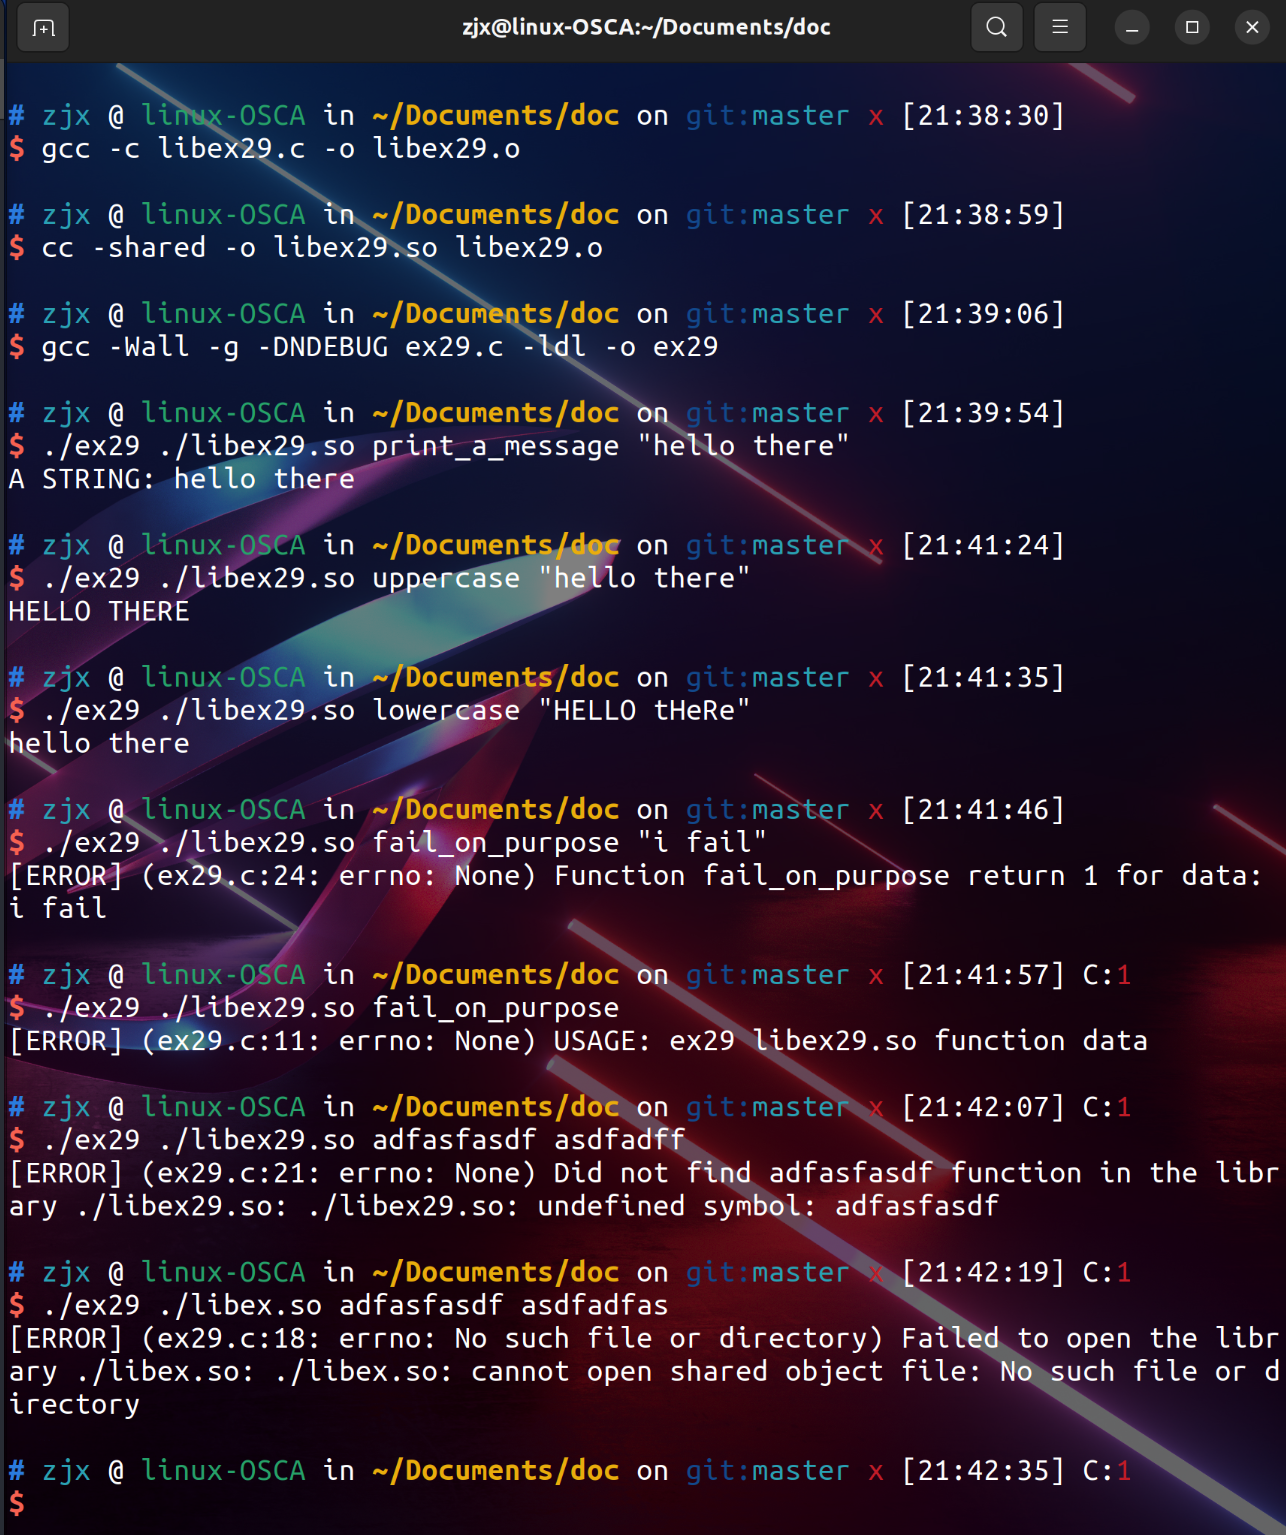 zjx@linux-OSCA:~/Documents/doc
# zjx @ linux-OSCA in ~/Documents/doc on git:master x [21:38:30]
$ gcc -c libex29.c -o libex29.o
# zjx @ linux-OSCA in ~/Documents/doc on git:master x [21:38:59]
$ cc -shared -o libex29.so libex29.o
# zjx @ linux-OSCA in ~/Documents/doc on git:master x [21:39:06]
$ gcc -Wall -g -DNDEBUG ex29.c -ldl -o ex29
# zjx @ linux-OSCA in ~/Documents/doc on git:master x [21:39:54]
$ ./ex29 ./libex29.so print_a_message "hello there"
A STRING: hello there
# zjx @ linux-OSCA in ~/Documents/doc on git:master x [21:41:24]
$ ./ex29 ./libex29.so uppercase "hello there"
HELLO THERE
# zjx @ linux-OSCA in ~/Documents/doc on git:master x [21:41:35]
$ ./ex29 ./libex29.so lowercase "HELLO tHeRe"
hello there
# zjx @ linux-OSCA in ~/Documents/doc on git:master x [21:41:46]
$ ./ex29 ./libex29.so fail_on_purpose "i fail"
[ERROR] (ex29.c:24: errno: None) Function fail_on_purpose return 1 for data:
i fail
# zjx @ linux-OSCA in ~/Documents/doc on git:master x [21:41:57] C:1
$ ./ex29 ./libex29.so fail_on_purpose
[ERROR] (ex29.c:11: errno: None) USAGE: ex29 libex29.so function data
# zjx @ linux-OSCA in ~/Documents/doc on git:master x [21:42:07] C:1
$ ./ex29 ./libex29.so adfasfasdf asdfadff
[ERROR] (ex29.c:21: errno: None) Did not find adfasfasdf function in the libr
ary ./libex29.so: ./libex29.so: undefined symbol: adfasfasdf
# zjx @ linux-OSCA in ~/Documents/doc on git:master x [21:42:19] C:1
$ ./ex29 ./libex.so adfasfasdf asdfadfas
[ERROR] (ex29.c:18: errno: No such file or directory) Failed to open the libr
ary ./libex.so: ./libex.so: cannot open shared object file: No such file or d
irectory
# zjx @ linux-OSCA in ~/Documents/doc on git:master x [21:42:35] C:1
$